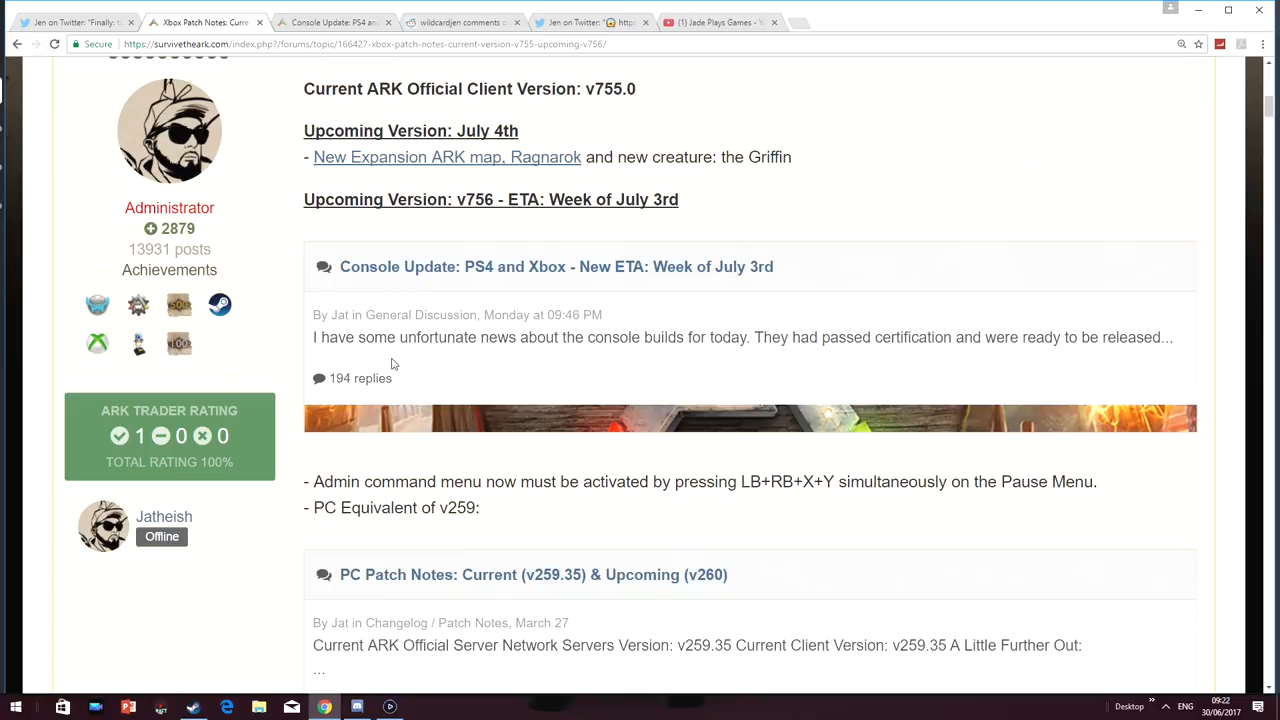 Jen on Twitter: "Finally: to
Xbox Patch Notes: Curre
Console Update: PS4 and
wildcardjen comments o
Jen on Twitter: "😱 http
(1) Jade Plays Games - Y
Secure https://survivetheark.com/index.php?/forums/topic/166427-xbox-patch-notes-current-version-v755-upcoming-v756/
Current ARK Official Client Version: v755.0
Upcoming Version: July 4th
- New Expansion ARK map, Ragnarok and new creature: the Griffin
Upcoming Version: v756 - ETA: Week of July 3rd
Administrator
2879
13931 posts
Achievements
500
100
ARK TRADER RATING
1 0 0
TOTAL RATING 100%
Jatheish
Offline
Console Update: PS4 and Xbox - New ETA: Week of July 3rd
By Jat in General Discussion, Monday at 09:46 PM
I have some unfortunate news about the console builds for today. They had passed certification and were ready to be released...
194 replies
- Admin command menu now must be activated by pressing LB+RB+X+Y simultaneously on the Pause Menu.
- PC Equivalent of v259:
PC Patch Notes: Current (v259.35) & Upcoming (v260)
By Jat in Changelog / Patch Notes, March 27
Current ARK Official Server Network Servers Version: v259.35 Current Client Version: v259.35 A Little Further Out:
...
Desktop
ENG
09:22
30/06/2017